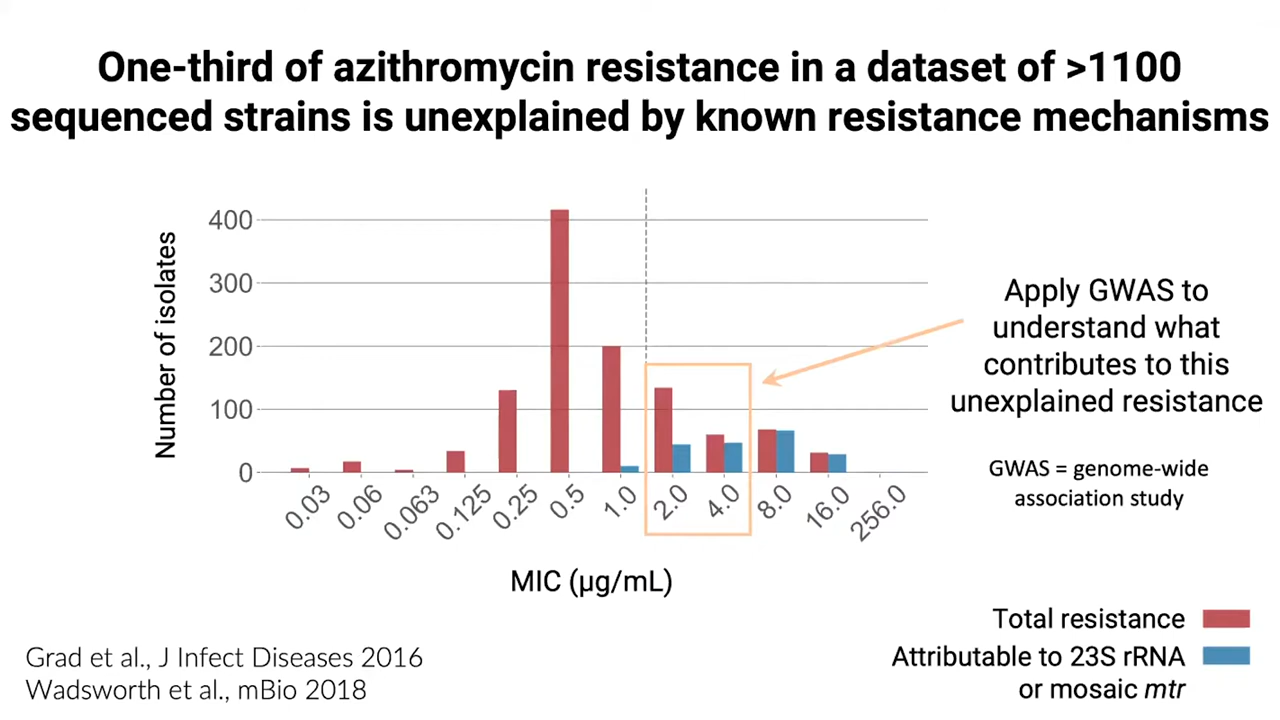 One-third of azithromycin resistance in a dataset of >1100
sequenced strains is unexplained by known resistance mechanisms
Number of isolates
400
300
200
100
0
0.03
0.06
0.063
0.125
0.25
0.5
1.0
2.0
4.0
8.0
16.0
256.0
MIC (µg/mL)
Apply GWAS to
understand what
contributes to this
unexplained resistance
GWAS = genome-wide
association study
Total resistance
Attributable to 23S rRNA
or mosaic mtr
Grad et al., J Infect Diseases 2016
Wadsworth et al., mBio 2018